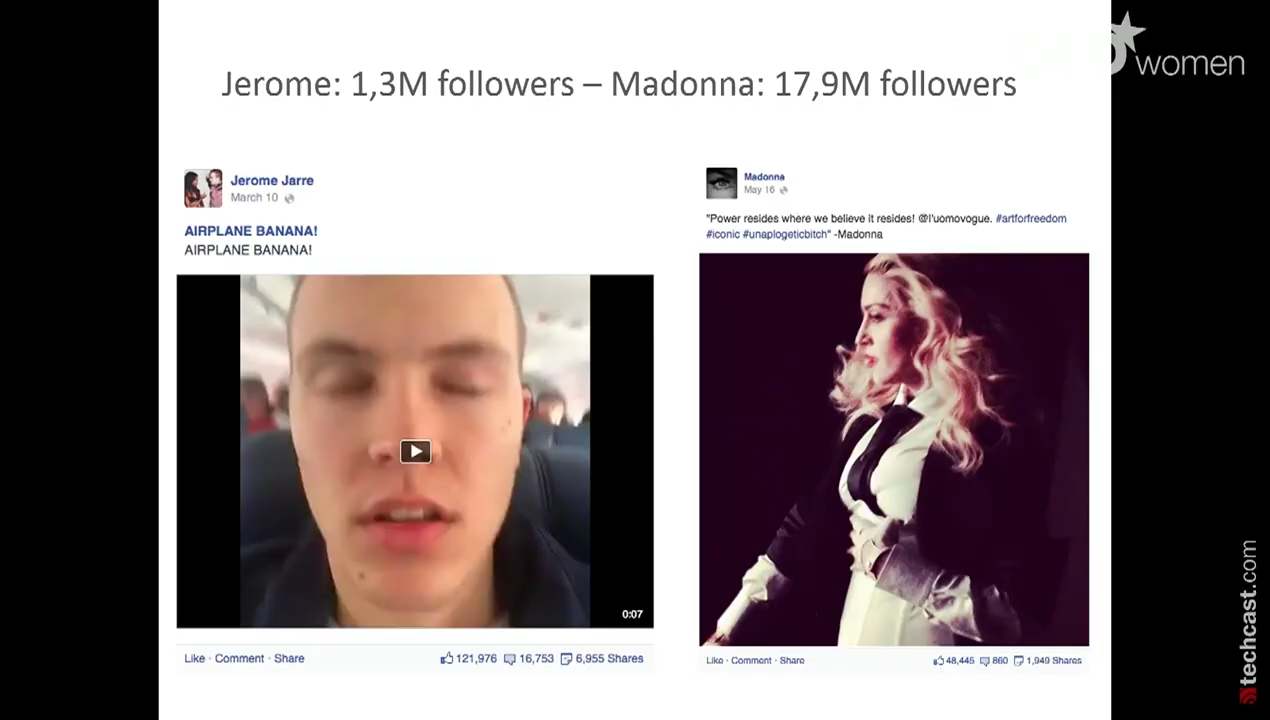 Jerome: 1,3M followers – Madonna: 17,9M followers
women
Jerome Jarre
March 10
AIRPLANE BANANA!
AIRPLANE BANANA!
0:07
Like · Comment · Share
121,976 16,753 6,955 Shares
Madonna
May 16
"Power resides where we believe it resides! @l'uomovogue. #artforfreedom
#iconic #unaplogeticbitch" -Madonna
Like · Comment · Share
48,445 860 1,949 Shares
techcast.com